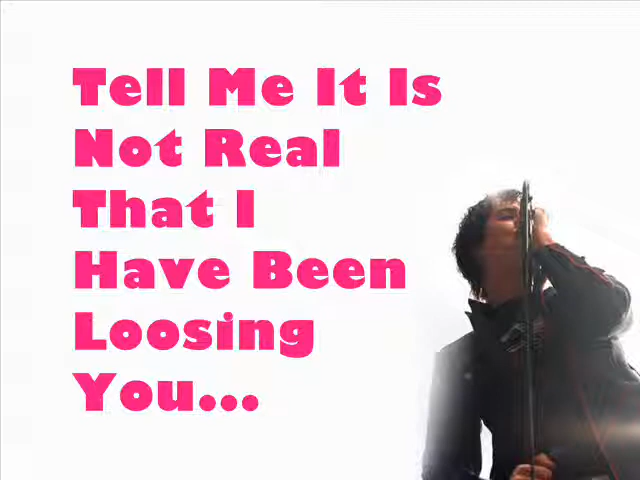 Tell Me It Is
Not Real
That I
Have Been
Loosing
You...